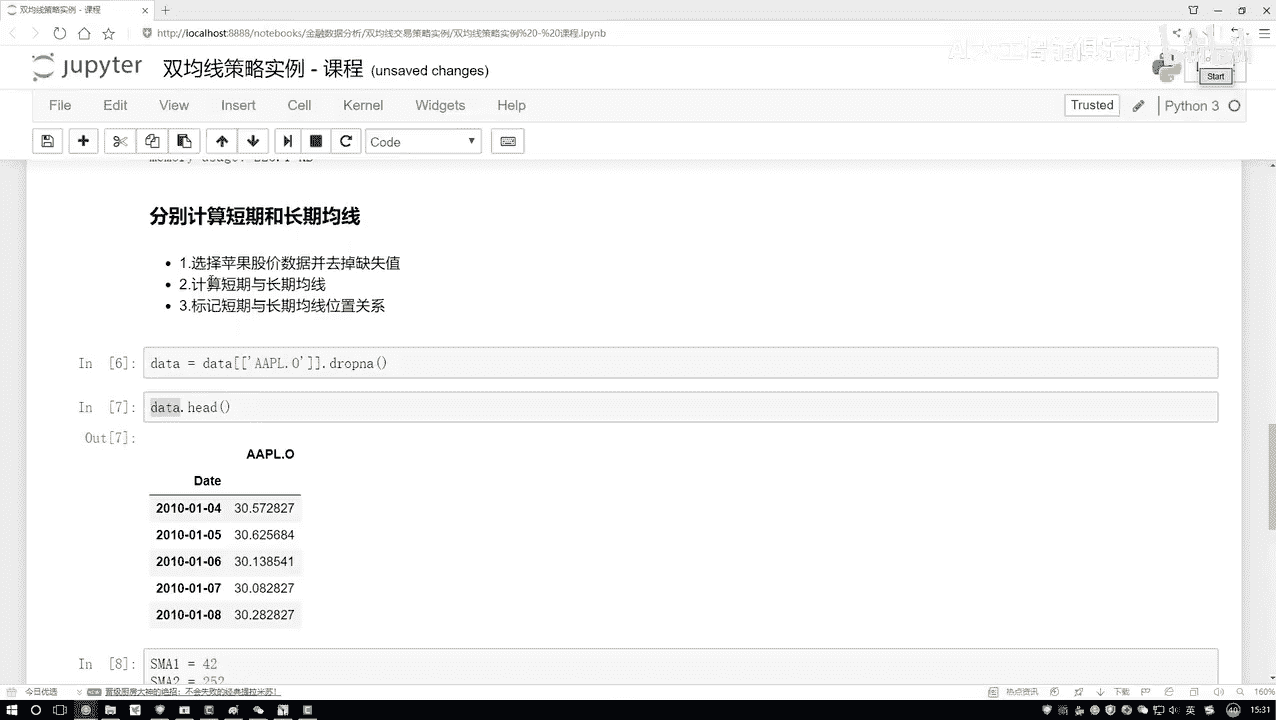 双均线策略实例 - 课程
http://localhost:8888/notebooks/金融数据分析/双均线交易策略实例/双均线策略实例%20-%20课程.ipynb
jupyter 双均线策略实例 - 课程 (unsaved changes)
Start
File Edit View Insert Cell Kernel Widgets Help
Trusted Python 3
Code
分别计算短期和长期均线
1.选择苹果股价数据并去掉缺失值
2.计算短期与长期均线
3.标记短期与长期均线位置关系
In [6]: data = data[['AAPL.O']].dropna()
In [7]: data.head()
Out[7]:
AAPL.O
Date
2010-01-04 30.572827
2010-01-05 30.625684
2010-01-06 30.138541
2010-01-07 30.082827
2010-01-08 30.282827
In [8]: SMA1 = 42
SMA2 = 252
今日优选
热点资讯 下载 160%
英 15:31